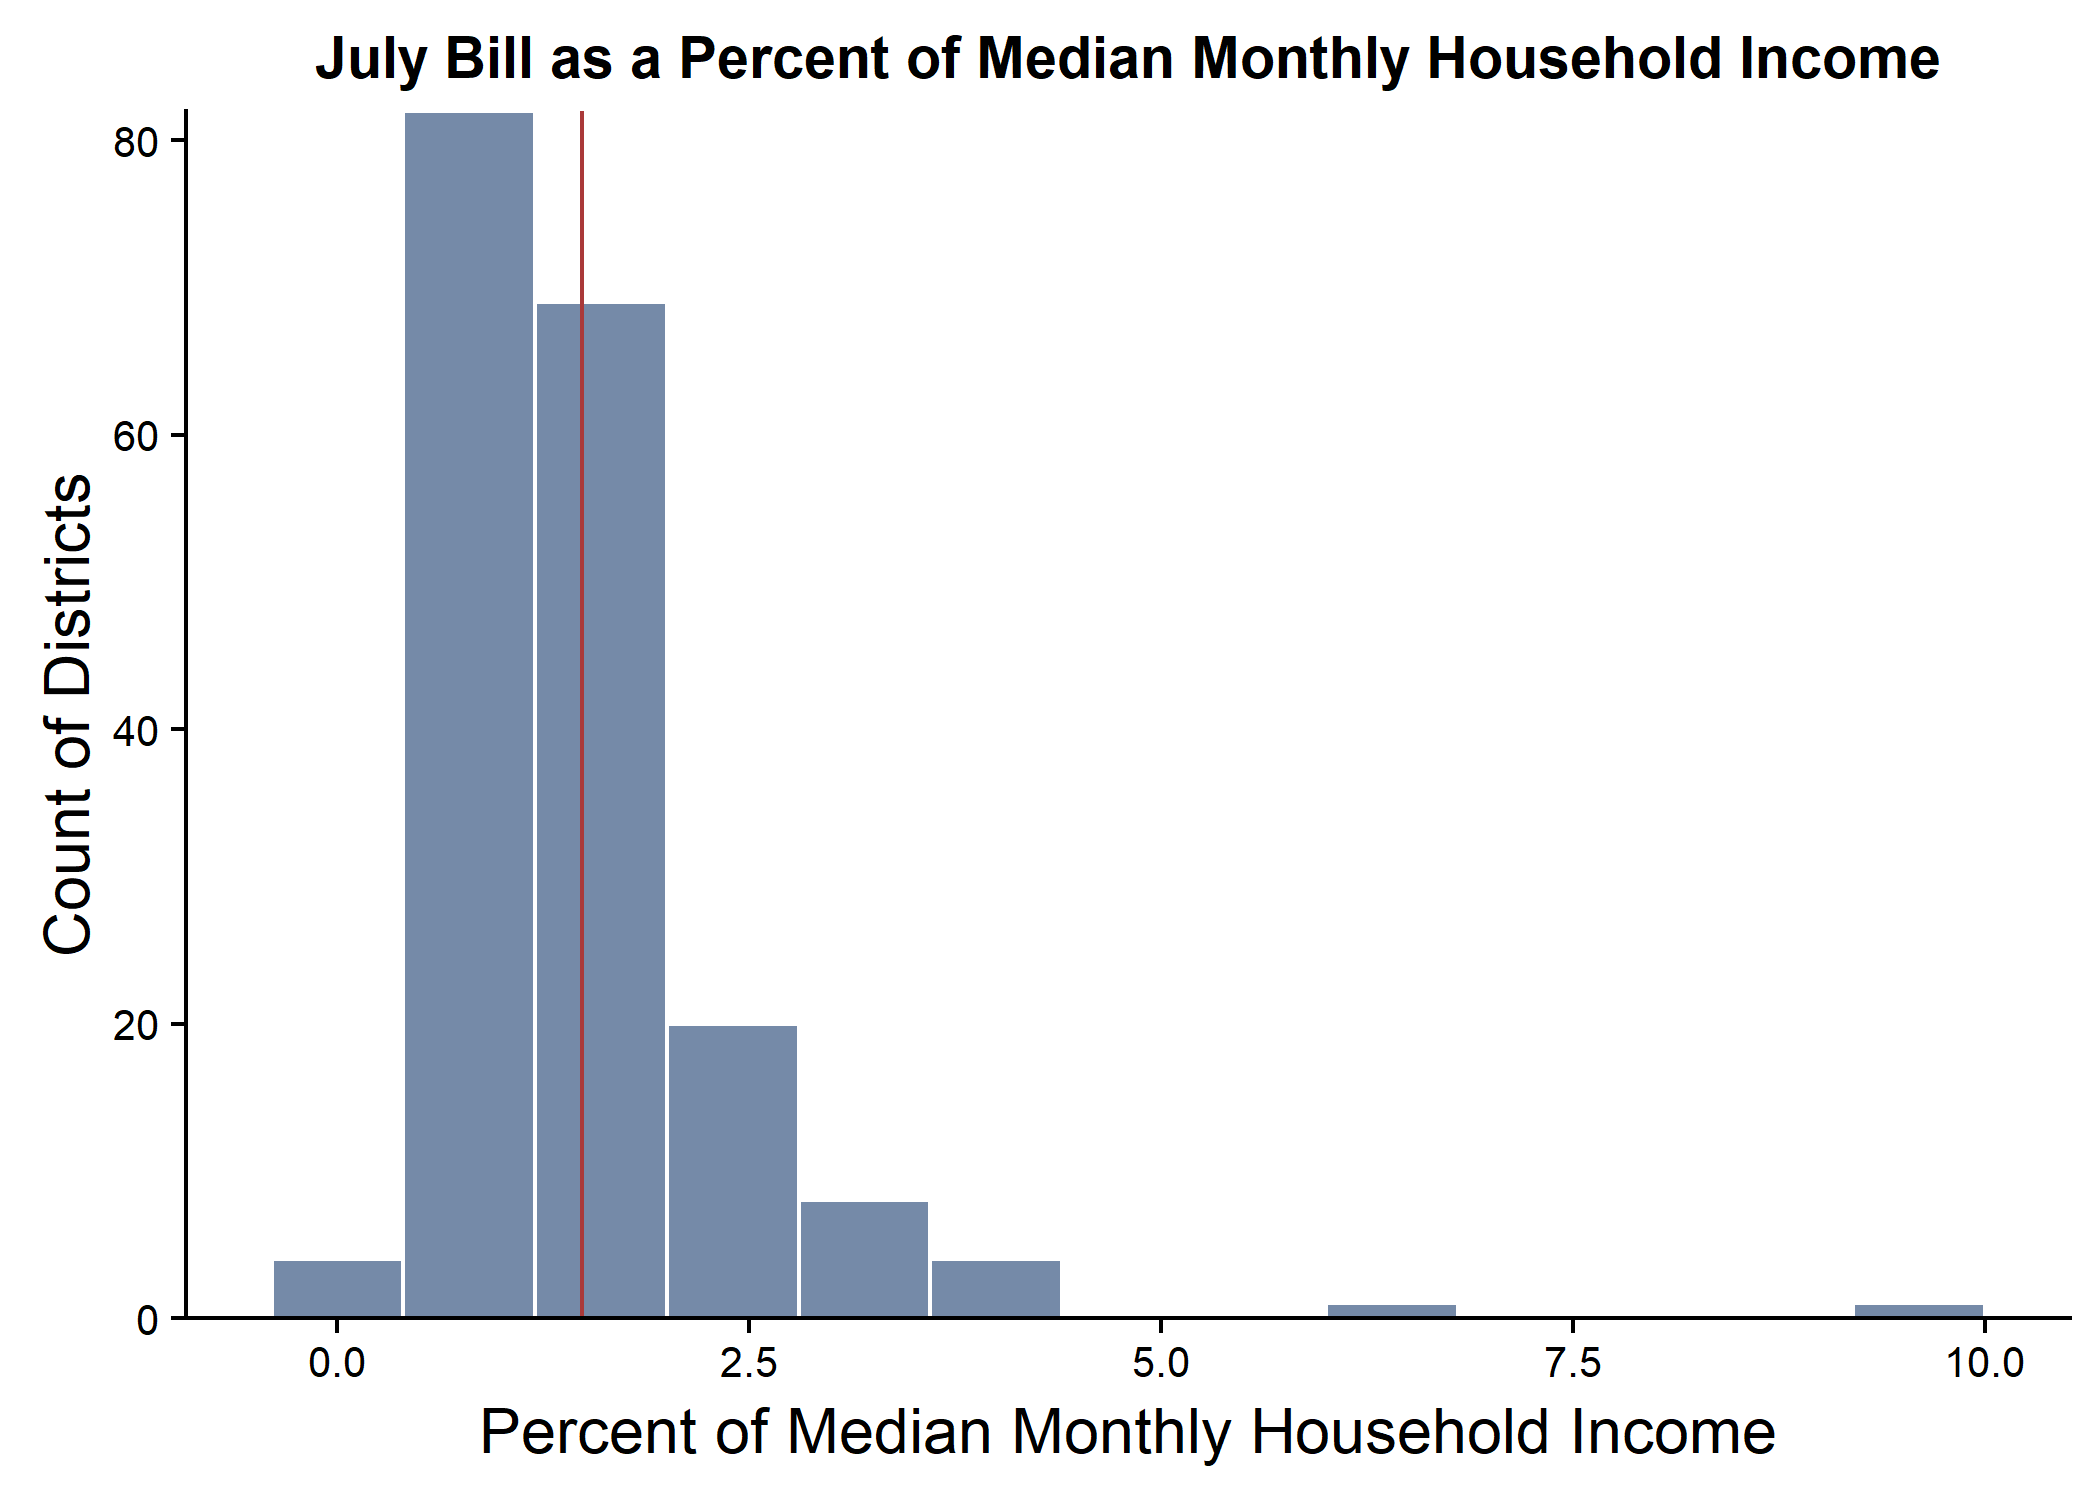 July Bill as a Percent of Median Monthly Household Income
Count of Districts
80
60
40
20
0
0.0 2.5 5.0 7.5 10.0
Percent of Median Monthly Household Income